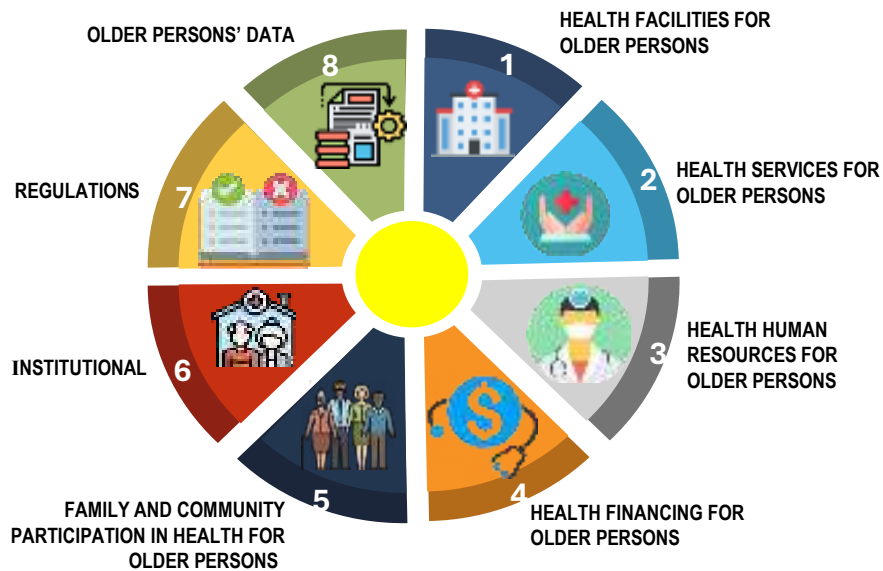 1
HEALTH FACILITIES FOR
OLDER PERSONS
2
HEALTH SERVICES FOR
OLDER PERSONS
3
HEALTH HUMAN
RESOURCES FOR
OLDER PERSONS
4
HEALTH FINANCING FOR
OLDER PERSONS
5
FAMILY AND COMMUNITY
PARTICIPATION IN HEALTH FOR
OLDER PERSONS
6
INSTITUTIONAL
7
REGULATIONS
8
OLDER PERSONS’ DATA
$